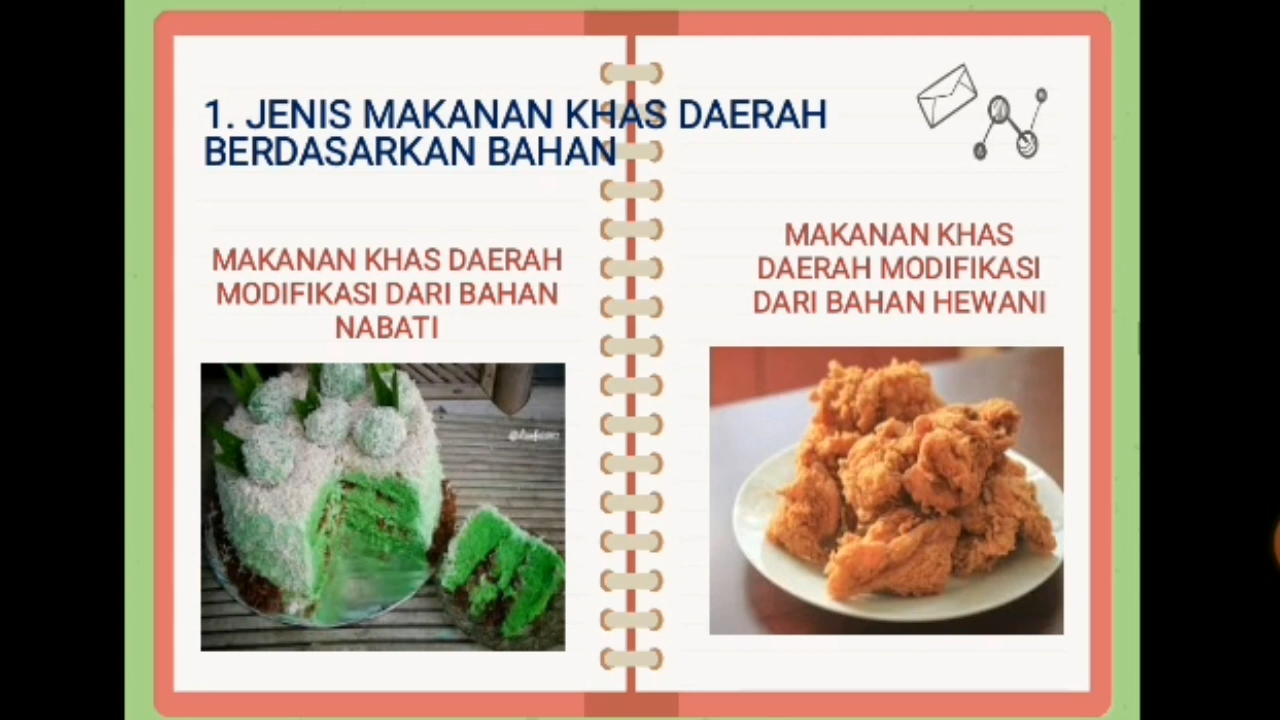 1. JENIS MAKANAN KHAS DAERAH
BERDASARKAN BAHAN
MAKANAN KHAS DAERAH
MODIFIKASI DARI BAHAN
NABATI
MAKANAN KHAS
DAERAH MODIFIKASI
DARI BAHAN HEWANI